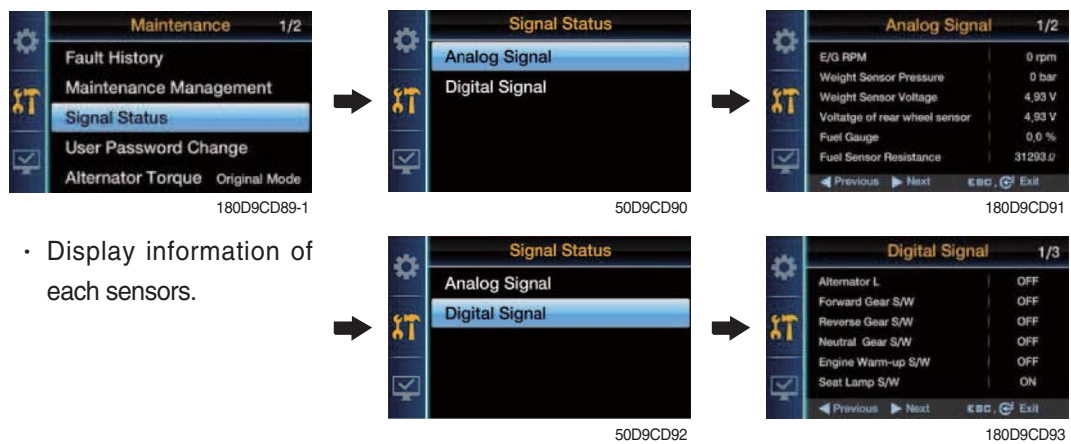 Maintenance 1/2
Fault History
Maintenance Management
Signal Status
User Password Change
Alternator Torque Original Mode
180D9CD89-1
Signal Status
Analog Signal
Digital Signal
50D9CD90
Analog Signal 1/2
E/G RPM 0 rpm
Weight Sensor Pressure 0 bar
Weight Sensor Voltage 4,93 V
Voltatge of rear wheel sensor 4,93 V
Fuel Gauge 0,0 %
Fuel Sensor Resistance 31293Ω
Previous Next ESC, Exit
180D9CD91
· Display information of
each sensors.
Signal Status
Analog Signal
Digital Signal
50D9CD92
Digital Signal 1/3
Alternator L OFF
Forward Gear S/W OFF
Reverse Gear S/W OFF
Neutral Gear S/W OFF
Engine Warm-up S/W OFF
Seat Lamp S/W ON
Previous Next ESC, Exit
180D9CD93